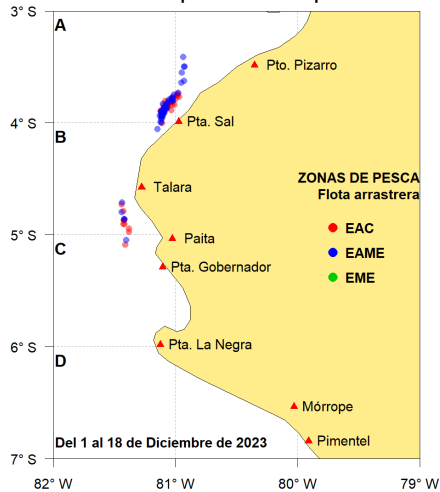 3° S
A
Pto. Pizarro
4° S
Pta. Sal
B
ZONAS DE PESCA
Flota arrastrera
Talara
EAC
5° S
Paita
C
EAME
Pta. Gobernador
EME
6° S
Pta. La Negra
D
Mórrope
Del 1 al 18 de Diciembre de 2023
Pimentel
7° S
82° W
81° W
80° W
79° W